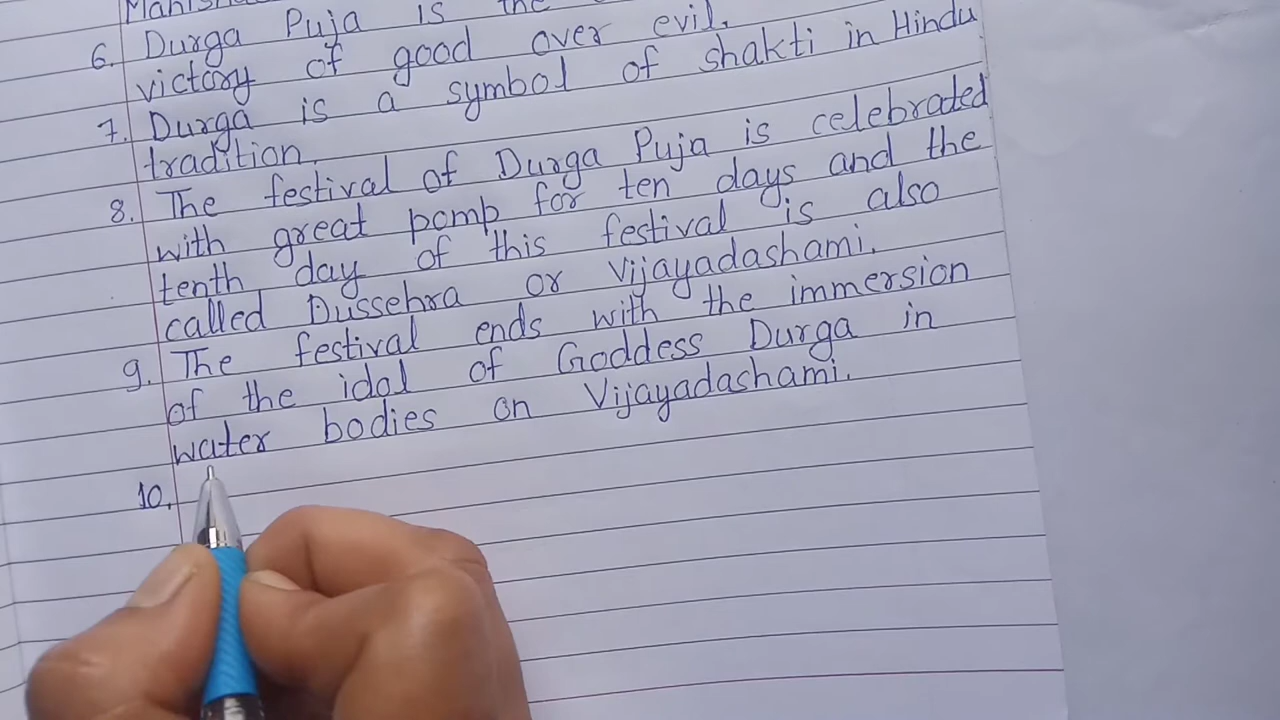 6. Durga Puja is the
victory of good over evil.
7. Durga is a symbol of shakti in Hindu
tradition.
8. The festival of Durga Puja is celebrated
with great pomp for ten days and the
tenth day of this festival is also
called Dussehra or Vijayadashami.
9. The festival ends with the immersion
of the idol of Goddess Durga in
water bodies on Vijayadashami.
10.